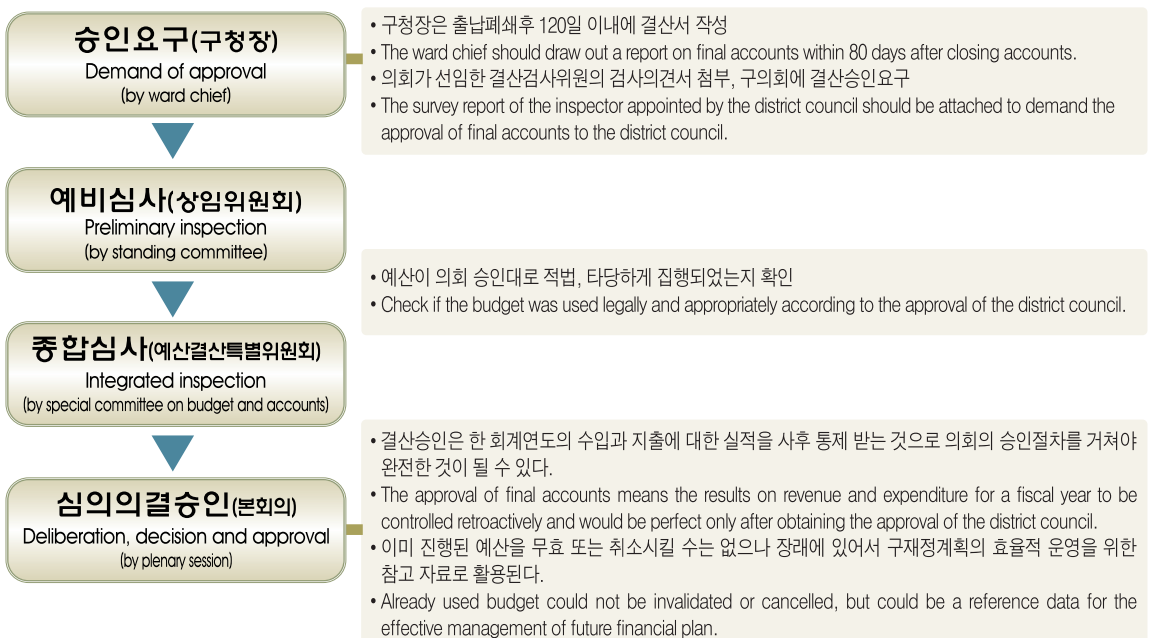 승인요구(구청장)
Demand of approval
(by ward chief)
• 구청장은 출납폐쇄후 120일 이내에 결산서 작성
• The ward chief should draw out a report on final accounts within 80 days after closing accounts.
• 의회가 선임한 결산검사위원의 검사의견서 첨부, 구의회에 결산승인요구
• The survey report of the inspector appointed by the district council should be attached to demand the
approval of final accounts to the district council.
예비심사(상임위원회)
Preliminary inspection
(by standing committee)
• 예산이 의회 승인대로 적법, 타당하게 집행되었는지 확인
• Check if the budget was used legally and appropriately according to the approval of the district council.
종합심사(예산결산특별위원회)
Integrated inspection
(by special committee on budget and accounts)
심의의결승인(본회의)
Deliberation, decision and approval
(by plenary session)
• 결산승인은 한 회계연도의 수입과 지출에 대한 실적을 사후 통제 받는 것으로 의회의 승인절차를 거쳐야
완전한 것이 될 수 있다.
• The approval of final accounts means the results on revenue and expenditure for a fiscal year to be
controlled retroactively and would be perfect only after obtaining the approval of the district council.
• 이미 진행된 예산을 무효 또는 취소시킬 수는 없으나 장래에 있어서 구재정계획의 효율적 운영을 위한
참고 자료로 활용된다.
• Already used budget could not be invalidated or cancelled, but could be a reference data for the
effective management of future financial plan.